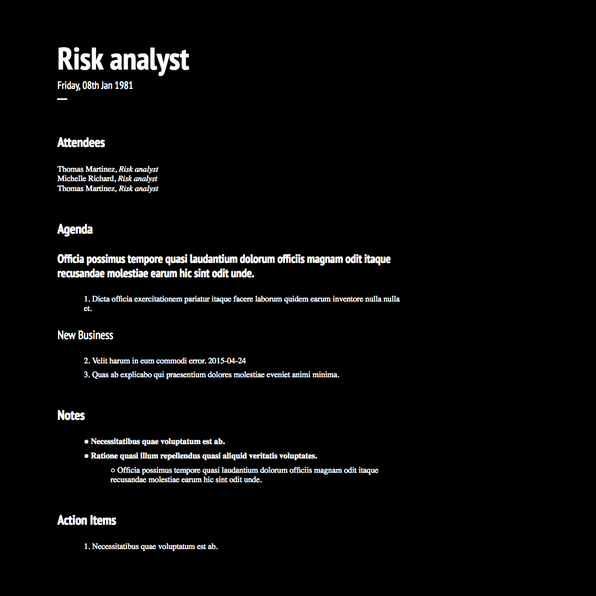 Risk analyst
Friday, 08th Jan 1981
Attendees
Thomas Martinez, Risk analyst
Michelle Richard, Risk analyst
Thomas Martinez, Risk analyst
Agenda
Officia possimus tempore quasi laudantium dolorum officiis magnam odit itaque
recusandae molestiae earum hic sint odit unde.
1. Dicta officia exercitationem pariatur itaque facere laborum quidem earum inventore nulla nulla
et.
New Business
2. Velit harum in eum commodi error. 2015-04-24
3. Quas ab explicabo qui praesentium dolores molestiae eveniet animi minima.
Notes
● Necessitatibus quae voluptatum est ab.
● Ratione quasi illum repellendus quasi aliquid veritatis voluptates.
○ Officia possimus tempore quasi laudantium dolorum officiis magnam odit itaque
recusandae molestiae earum hic sint odit unde.
Action Items
1. Necessitatibus quae voluptatum est ab.